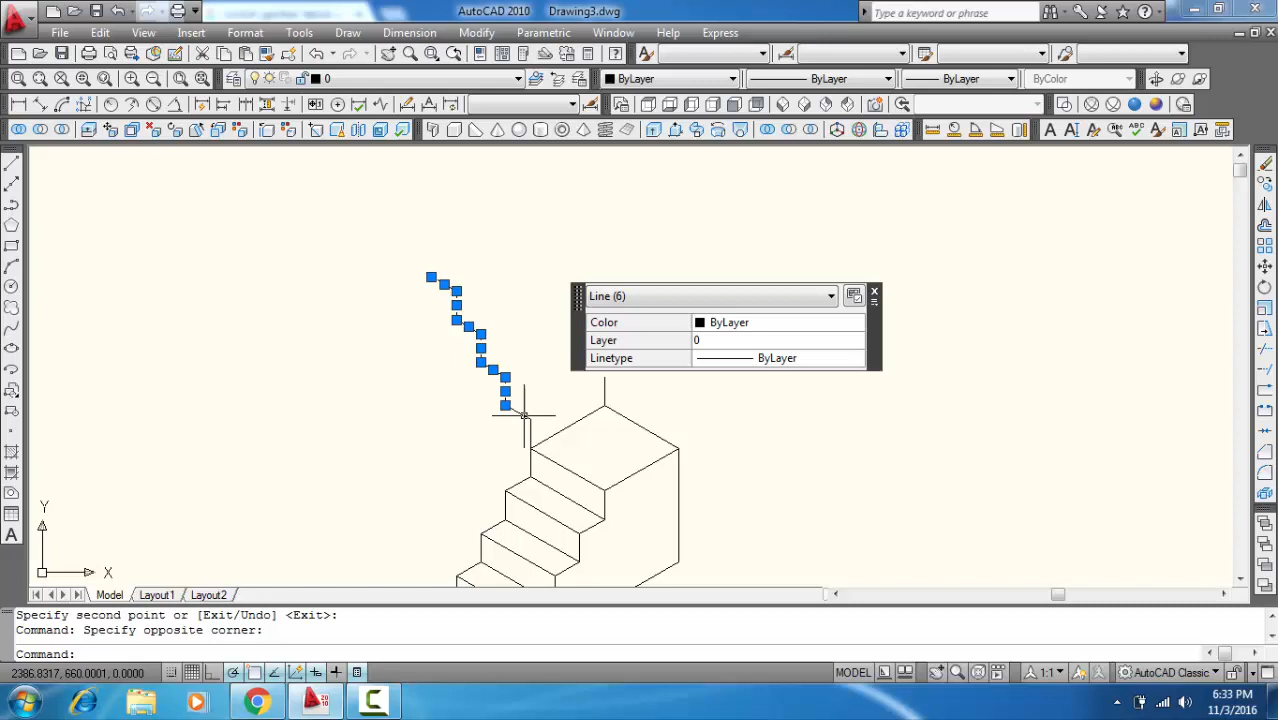 AutoCAD 2010 Drawing3.dwg
Type a keyword or phrase
File Edit View Insert Format Tools Draw Dimension Modify Parametric Window Help Express
0 ByLayer ByLayer ByLayer ByColor
Line (6)
Color ByLayer
Layer 0
Linetype ByLayer
Y
X
Model Layout1 Layout2
Specify second point or [Exit/Undo] <Exit>:
Command: Specify opposite corner:
Command:
2386.8317, 660.0001, 0.0000 MODEL 1:1 AutoCAD Classic
6:33 PM
11/3/2016